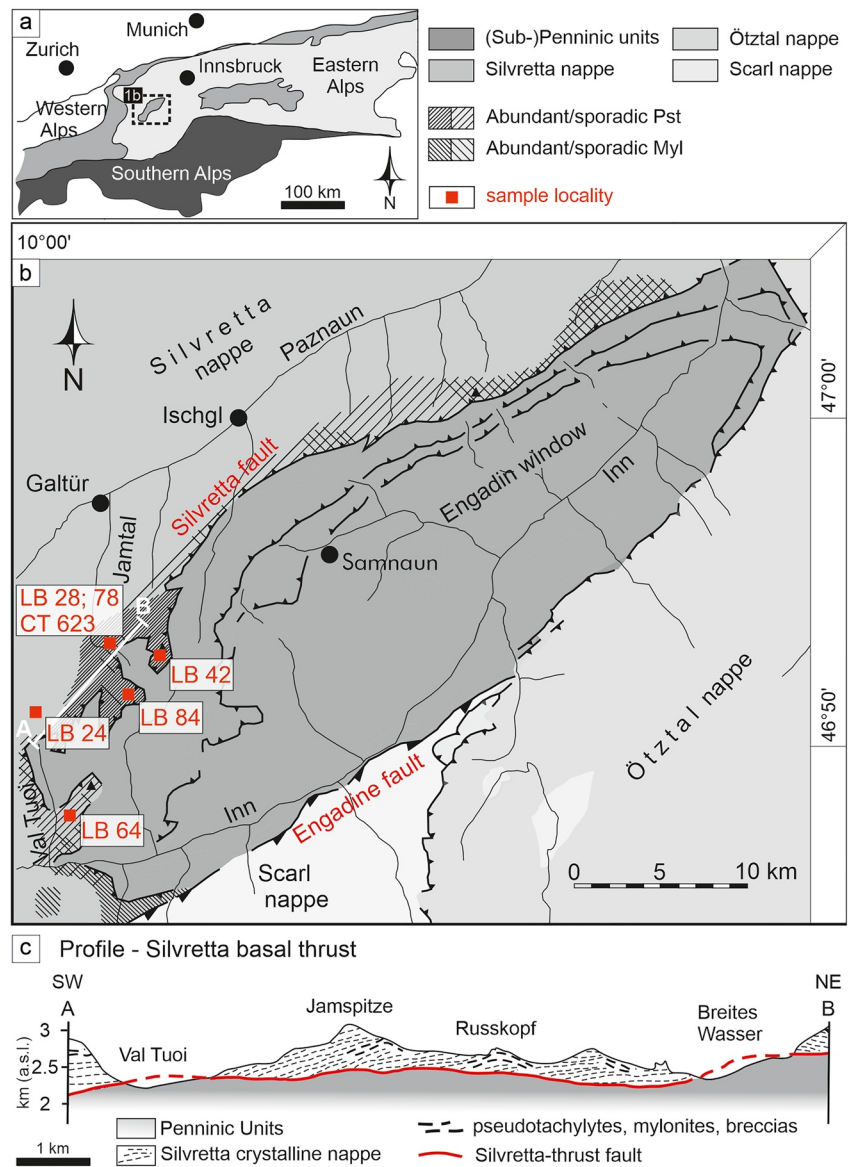 a
Munich
Zurich
Innsbruck
Eastern
Alps
1b
Western
Alps
Southern Alps
100 km
N
(Sub-)Penninic units
Ötztal nappe
Silvretta nappe
Scarl nappe
Abundant/sporadic Pst
Abundant/sporadic Myl
sample locality
10°00'
b
N
Silvretta
nappe
Paznaun
Ischgl
Silvretta fault
Galtür
Jamtal
Engadin window
Inn
Samnaun
47°00'
LB 28; 78
CT 623
B
LB 42
LB 84
A
LB 24
Val Tuoi
LB 64
Inn
Engadine fault
Ötztal nappe
46°50'
Scarl
nappe
0 5 10 km
c Profile - Silvretta basal thrust
SW
NE
A
B
Jamspitze
Russkopf
Breites
Wasser
Val Tuoi
km (a.s.l.)
3
2.5
2
1 km
Penninic Units
Silvretta crystalline nappe
pseudotachylytes, mylonites, breccias
Silvretta-thrust fault